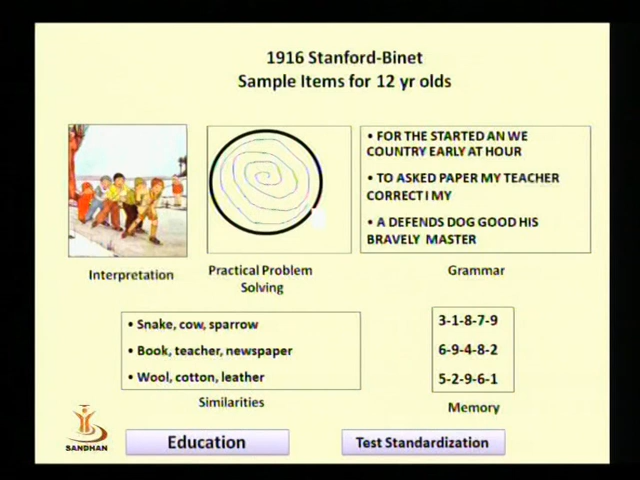 1916 Stanford-Binet
Sample Items for 12 yr olds
• FOR THE STARTED AN WE
COUNTRY EARLY AT HOUR
• TO ASKED PAPER MY TEACHER
CORRECT I MY
• A DEFENDS DOG GOOD HIS
BRAVELY MASTER
Interpretation
Practical Problem
Solving
Grammar
• Snake, cow, sparrow
• Book, teacher, newspaper
• Wool, cotton, leather
Similarities
3-1-8-7-9
6-9-4-8-2
5-2-9-6-1
Memory
SANDHAN
Education
Test Standardization